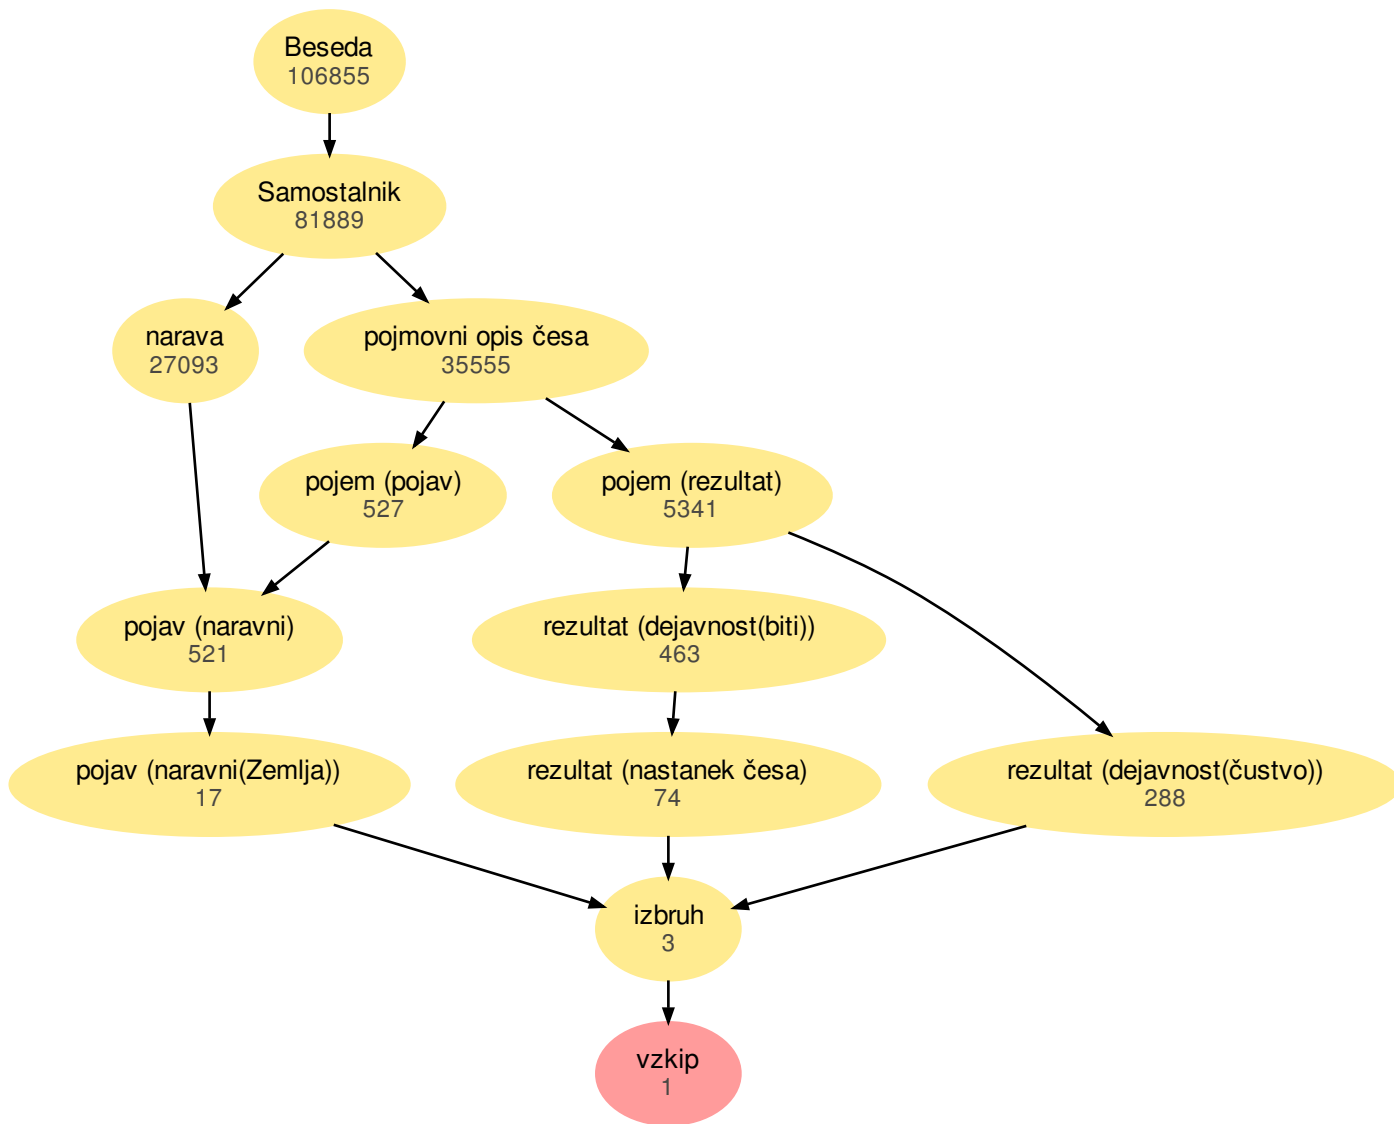 Beseda
106855
Samostalnik
81889
narava
27093
pojmovni opis česa
35555
pojem (pojav)
527
pojem (rezultat)
5341
pojav (naravni)
521
rezultat (dejavnost(biti))
463
pojav (naravni(Zemlja))
17
rezultat (nastanek česa)
74
rezultat (dejavnost(čustvo))
288
izbruh
3
vzkip
1